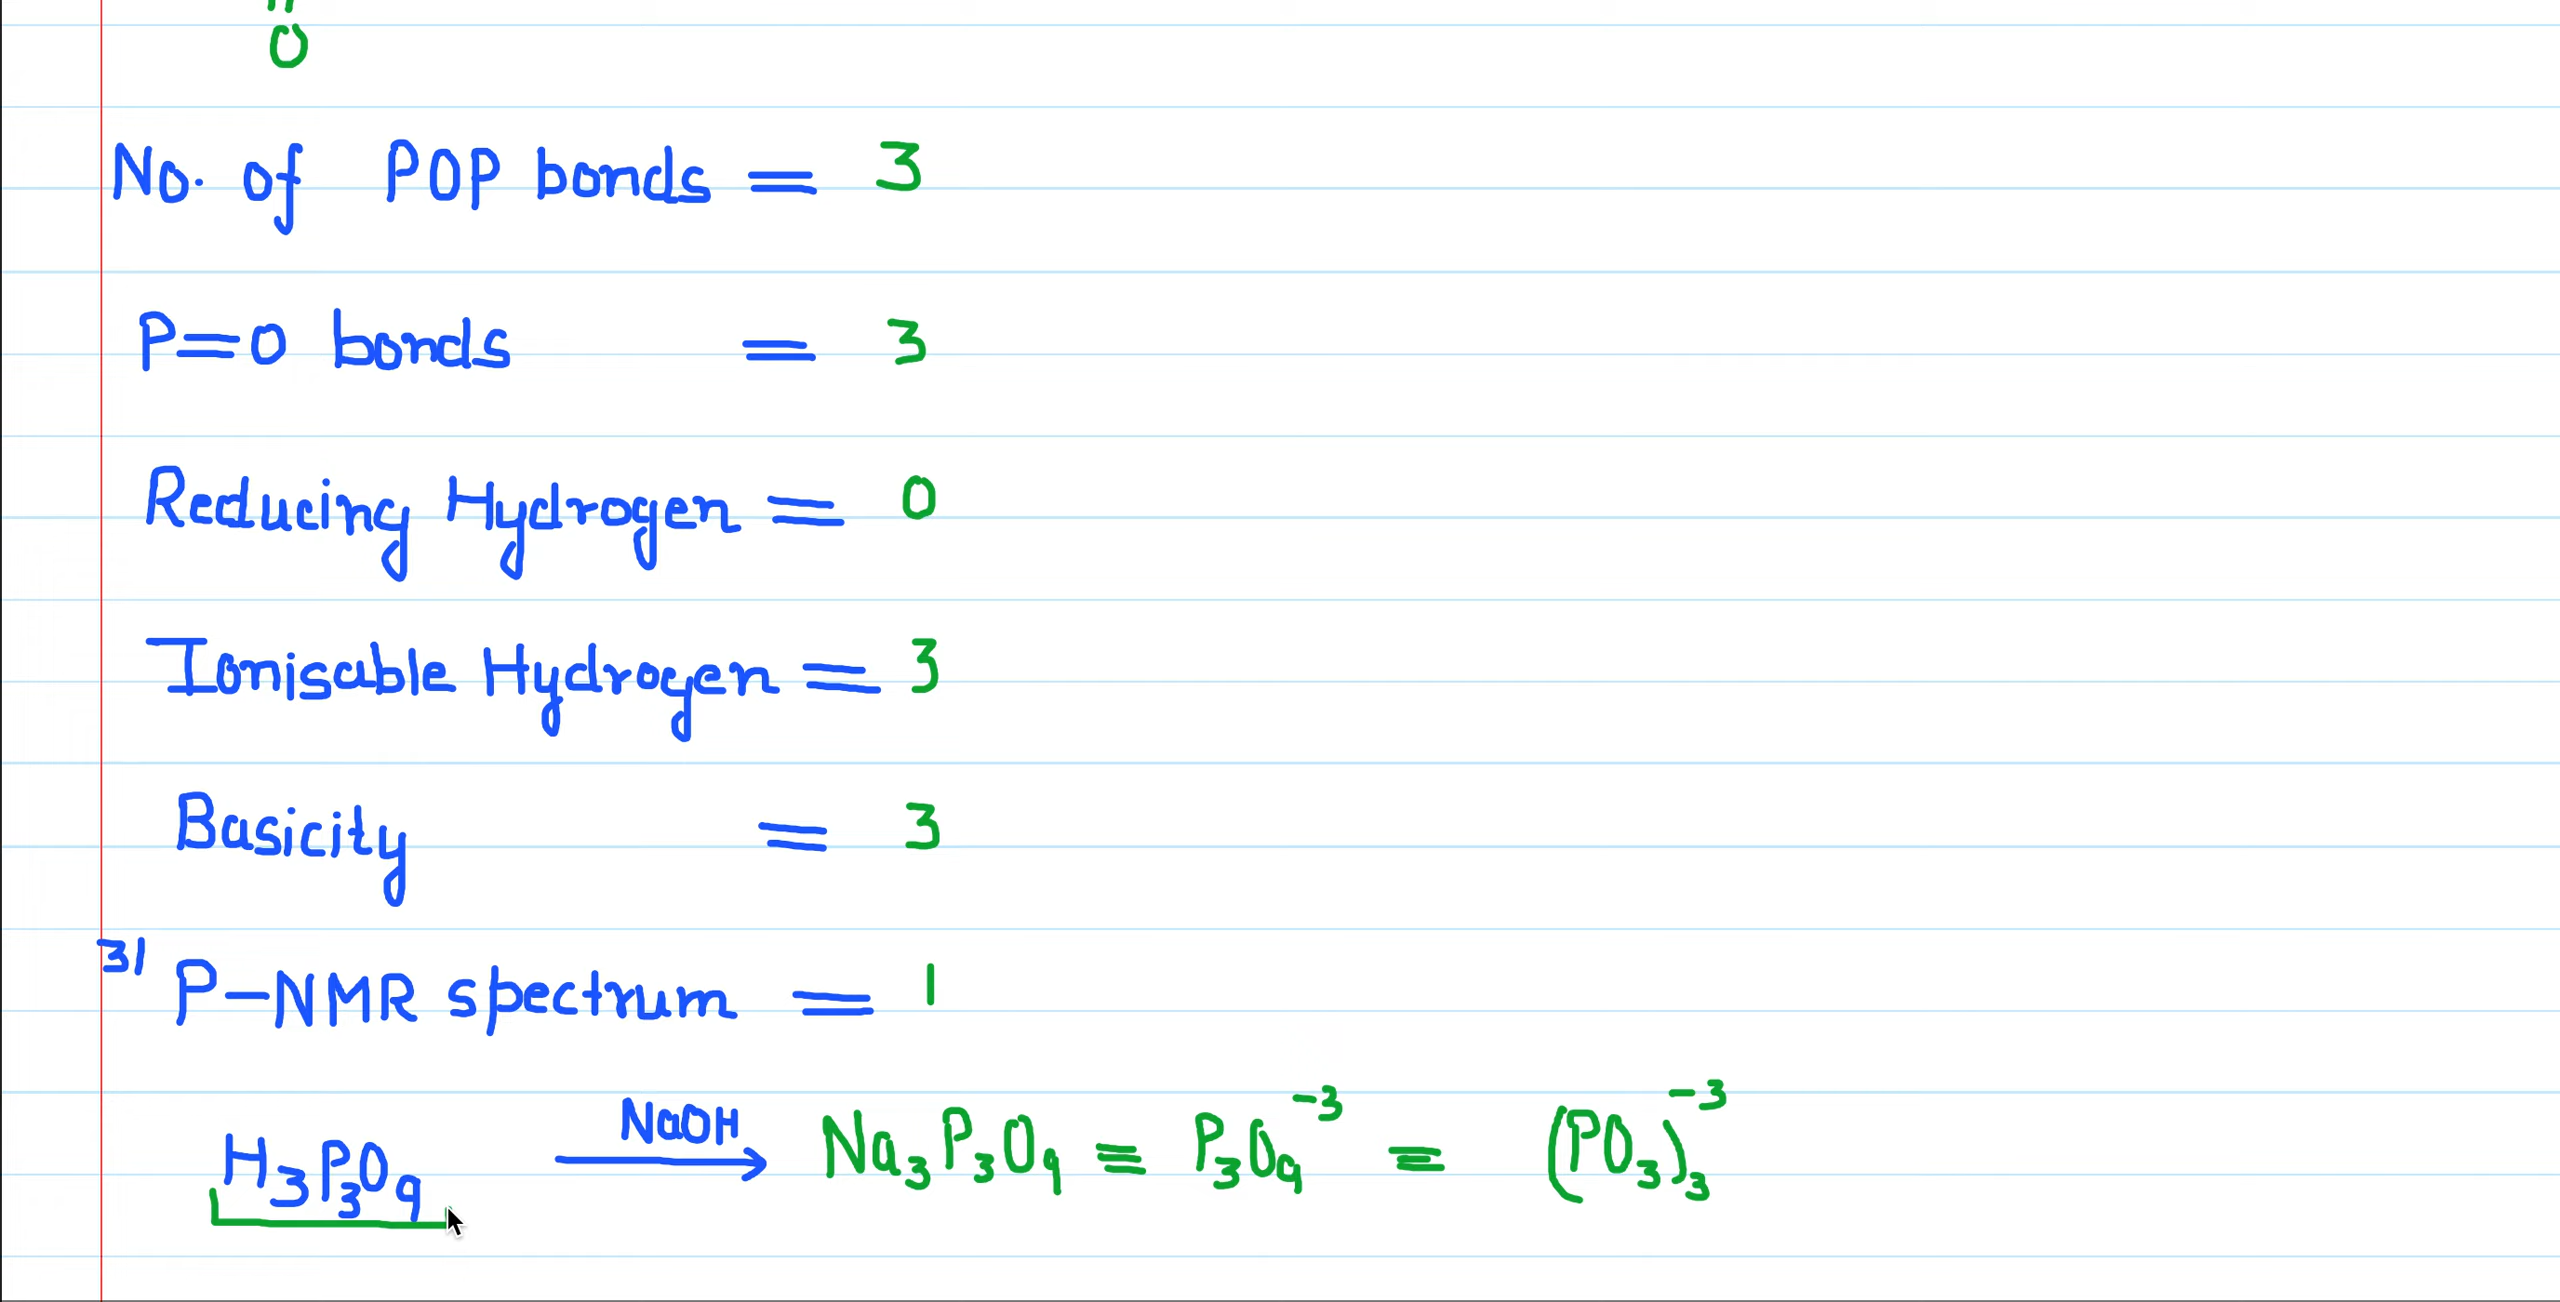 O
No. of POP bonds = 3
P=O bonds = 3
Reducing Hydrogen = 0
Ionisable Hydrogen = 3
Basicity = 3
³¹P-NMR spectrum = 1
H₃P₃O₉ —NaOH→ Na₃P₃O₉ ≡ P₃O₉⁻³ ≡ (PO₃)₃⁻³